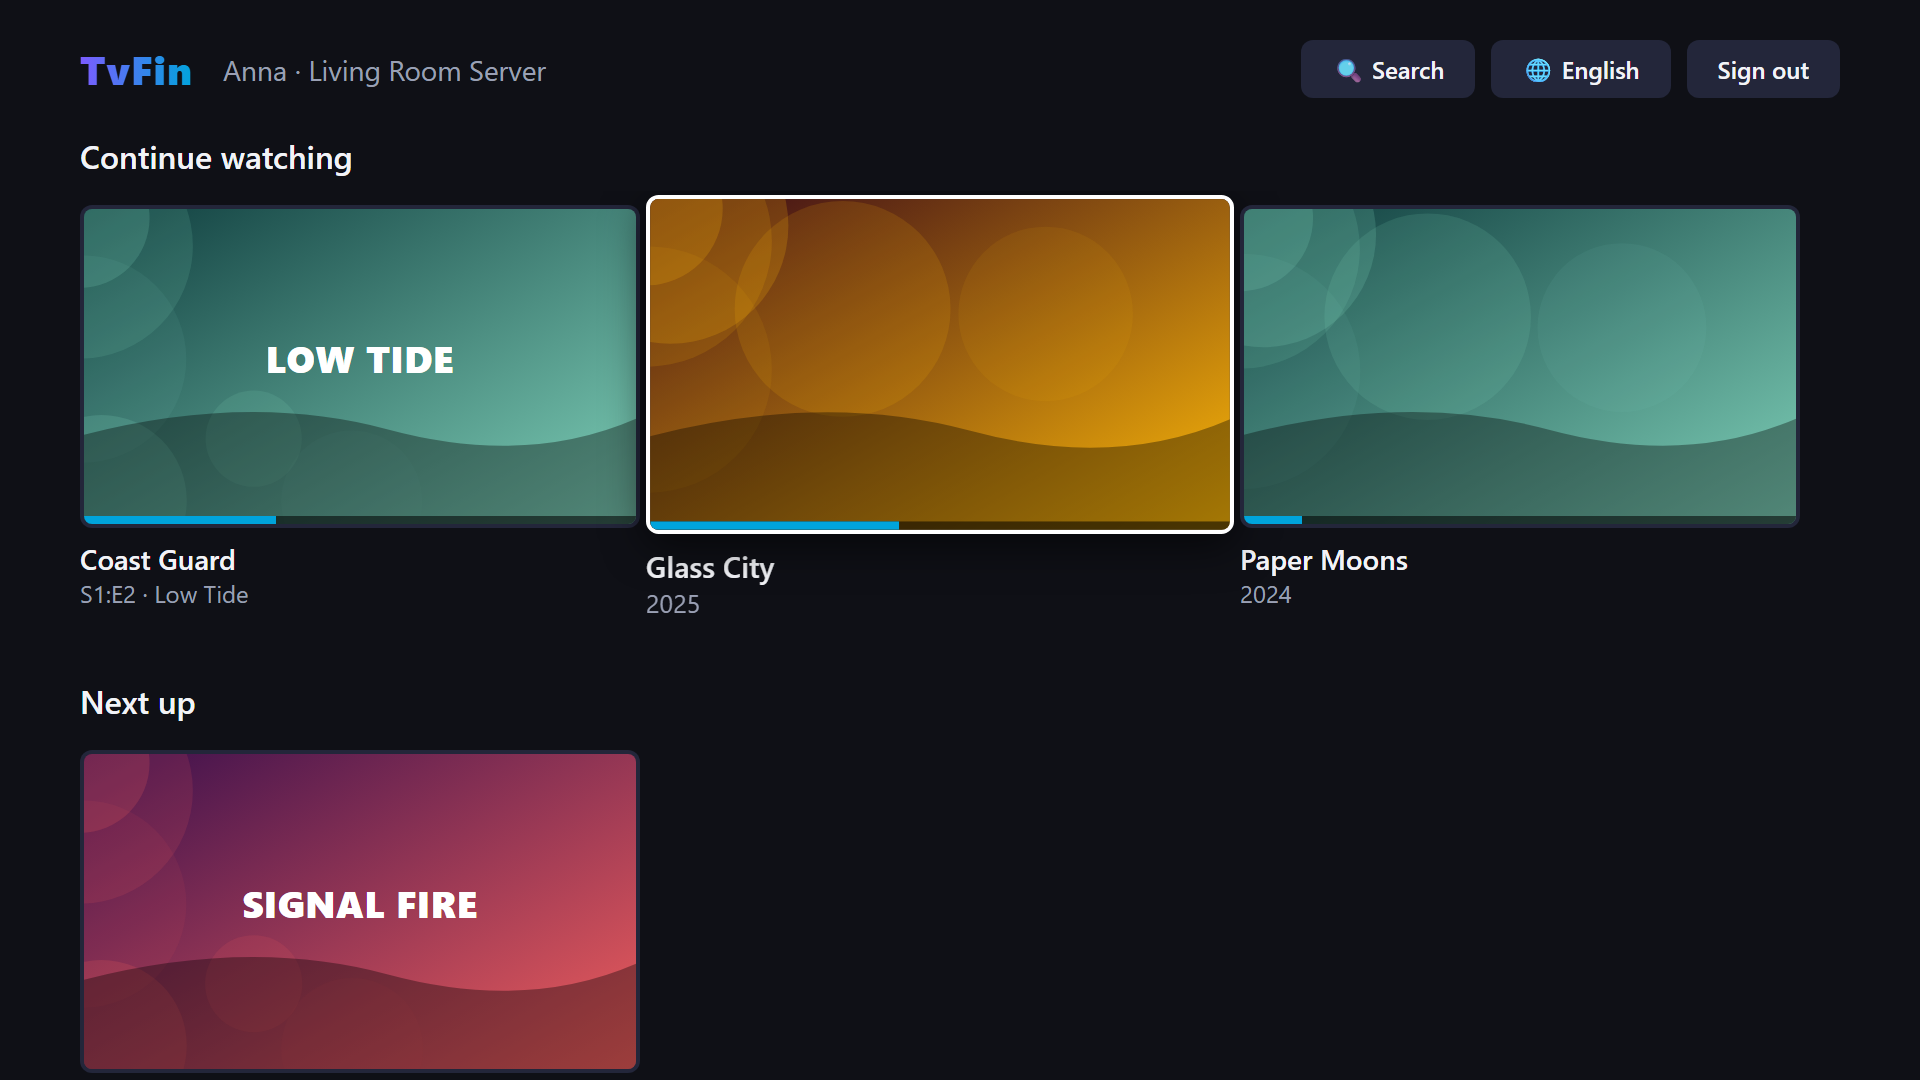 TvFin
Anna · Living Room Server
Search
English
Sign out
Continue watching
LOW TIDE
Coast Guard
S1:E2 · Low Tide
Glass City
2025
Paper Moons
2024
Next up
SIGNAL FIRE